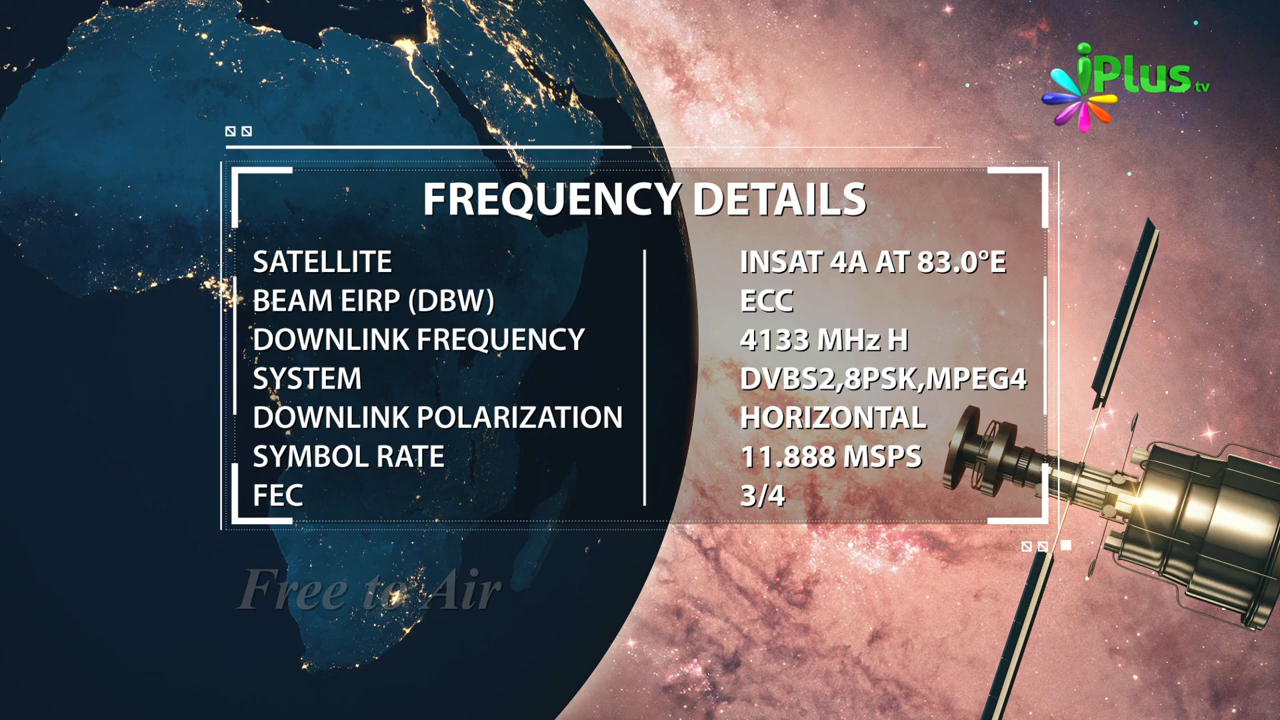 iPlus tv
FREQUENCY DETAILS
SATELLITE INSAT 4A AT 83.0°E
BEAM EIRP (DBW) ECC
DOWNLINK FREQUENCY 4133 MHz H
SYSTEM DVBS2,8PSK,MPEG4
DOWNLINK POLARIZATION HORIZONTAL
SYMBOL RATE 11.888 MSPS
FEC 3/4
Free to Air